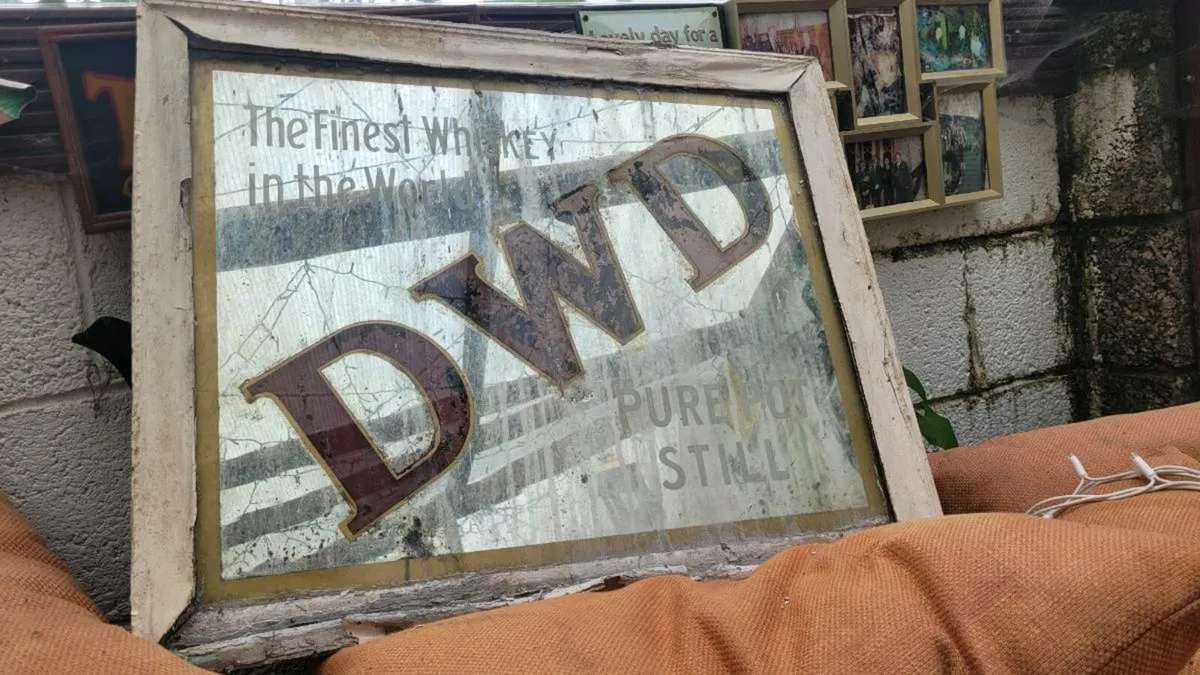 Lovely day for a
The Finest Whiskey
in the World
DWD
PURE POT
STILL